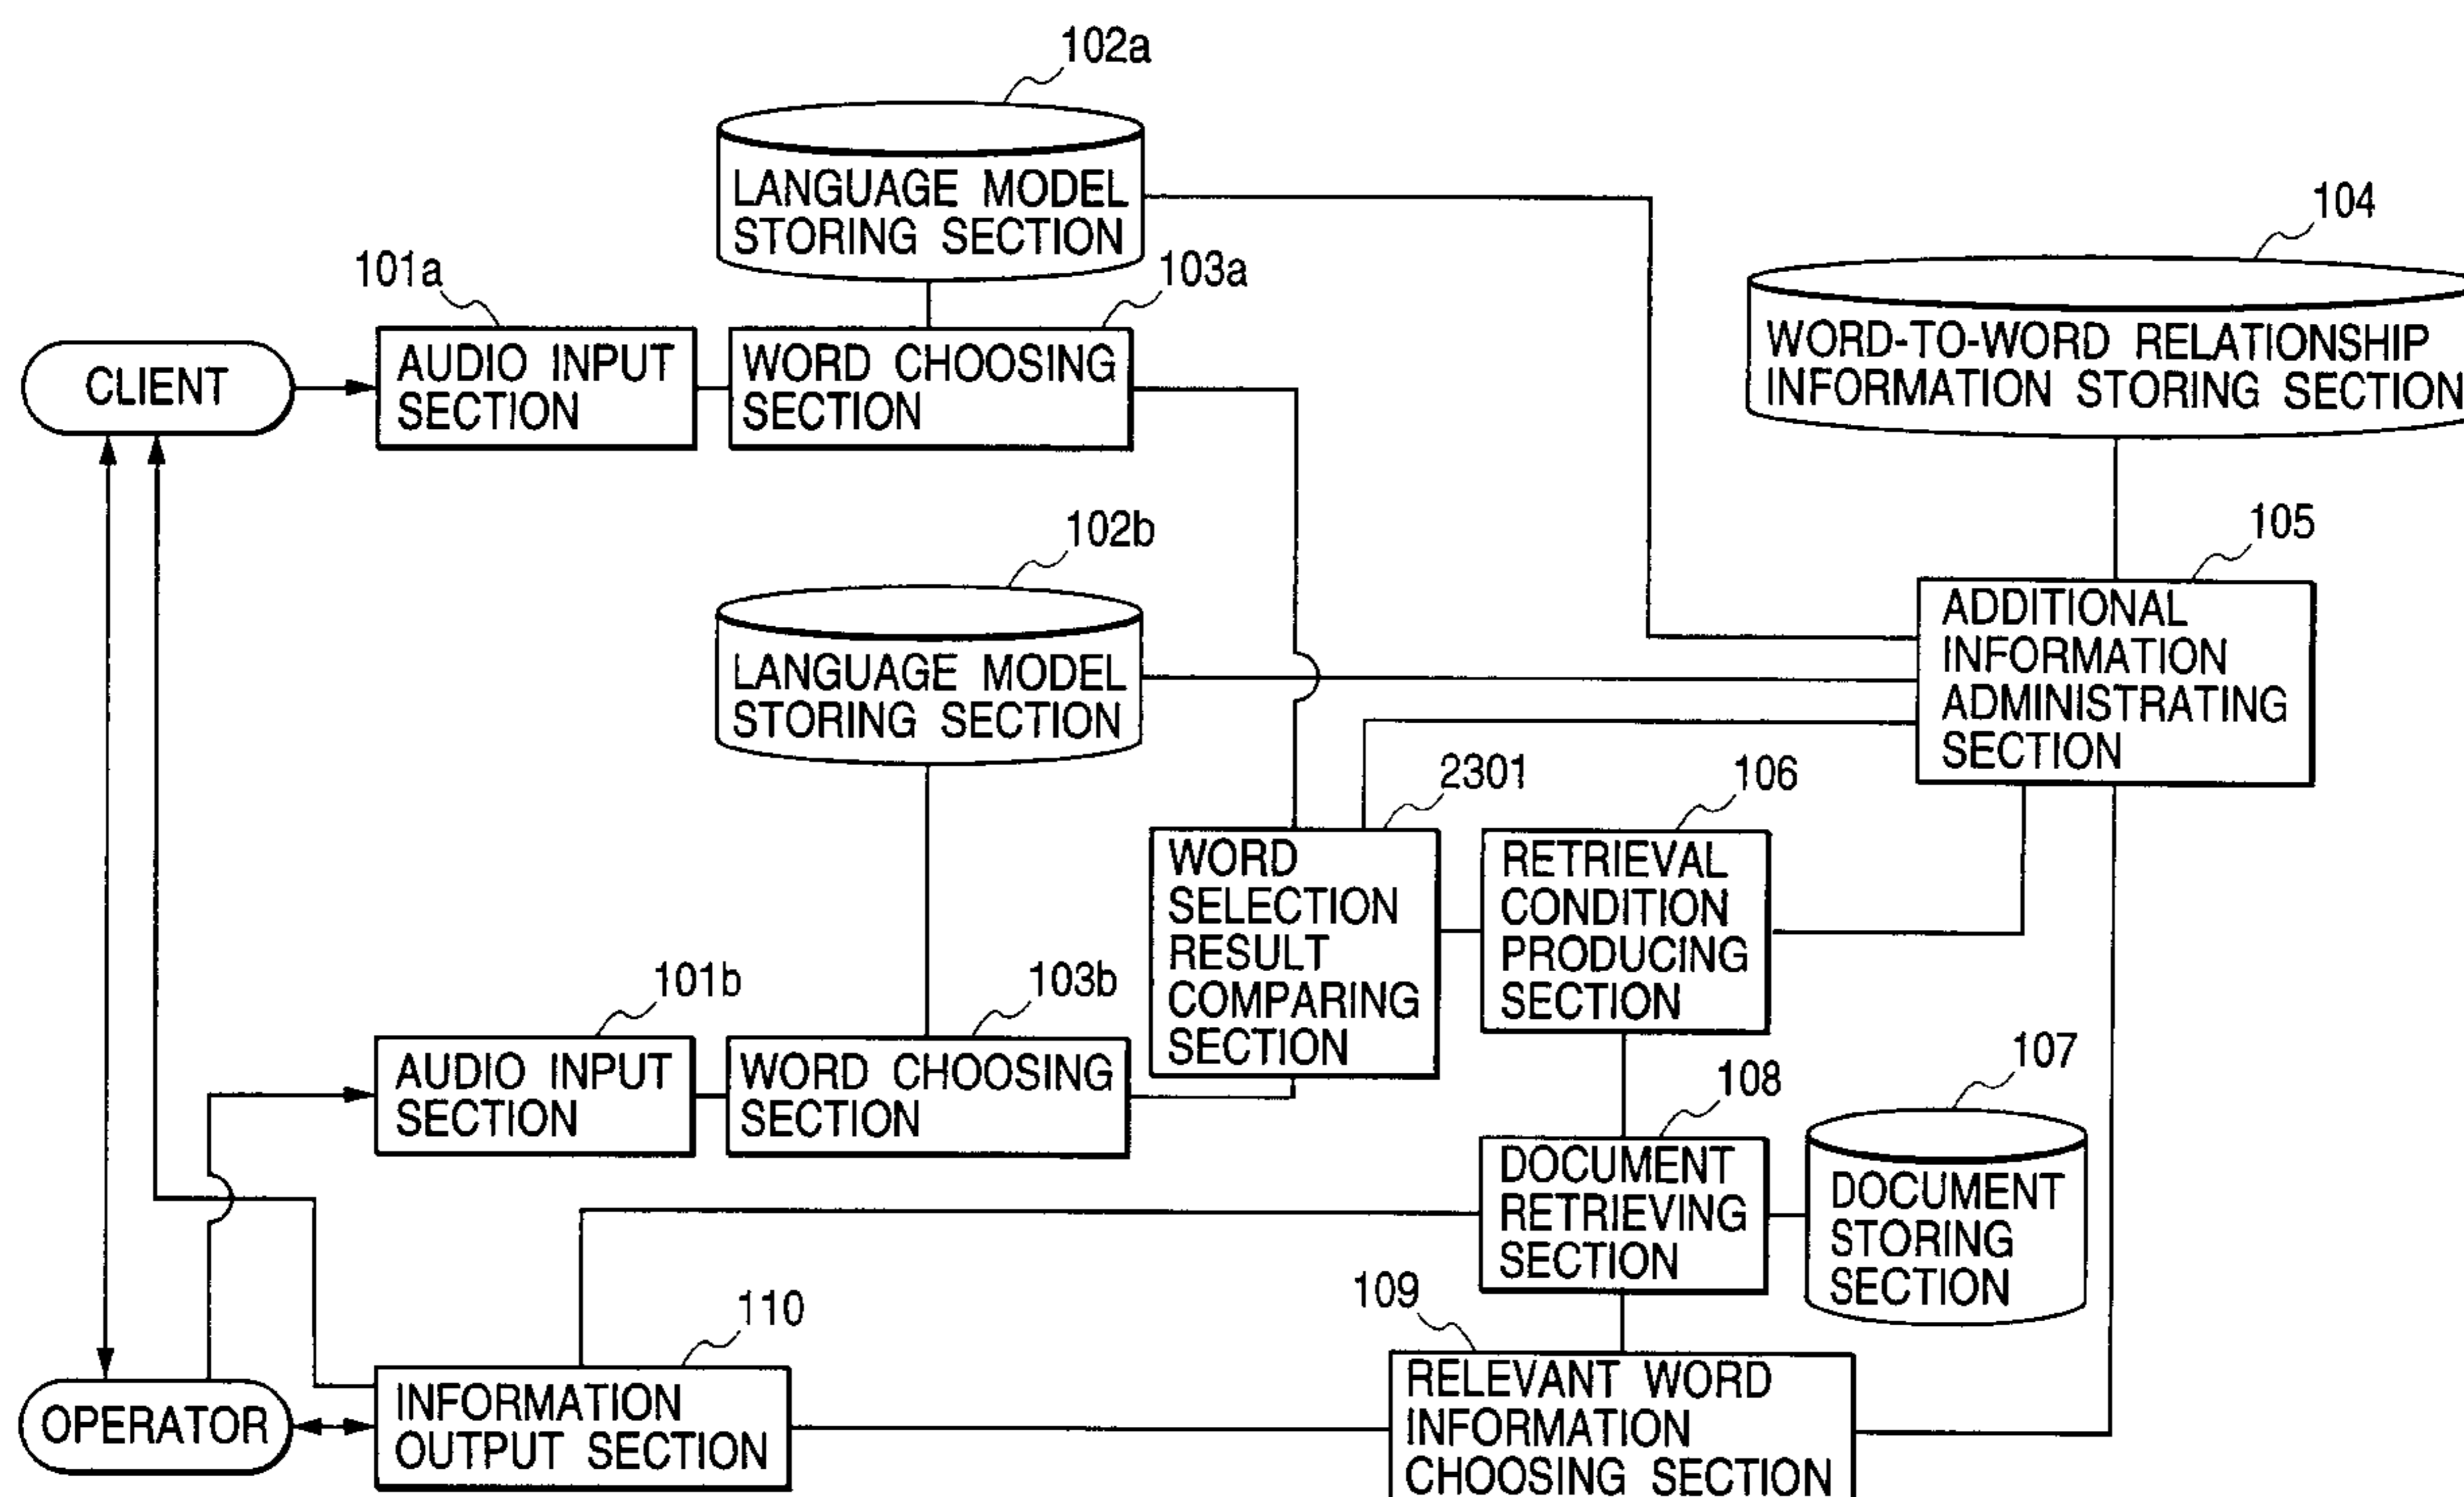 102a
LANGUAGE MODEL
STORING SECTION
104
101a
103a
WORD-TO-WORD RELATIONSHIP
INFORMATION STORING SECTION
CLIENT
AUDIO INPUT
SECTION
WORD CHOOSING
SECTION
102b
105
LANGUAGE MODEL
STORING SECTION
ADDITIONAL
INFORMATION
ADMINISTRATING
SECTION
2301
106
WORD
SELECTION
RESULT
COMPARING
SECTION
RETRIEVAL
CONDITION
PRODUCING
SECTION
101b
103b
AUDIO INPUT
SECTION
WORD CHOOSING
SECTION
107
108
DOCUMENT
RETRIEVING
SECTION
DOCUMENT
STORING
SECTION
110
109
OPERATOR
INFORMATION
OUTPUT SECTION
RELEVANT WORD
INFORMATION
CHOOSING SECTION